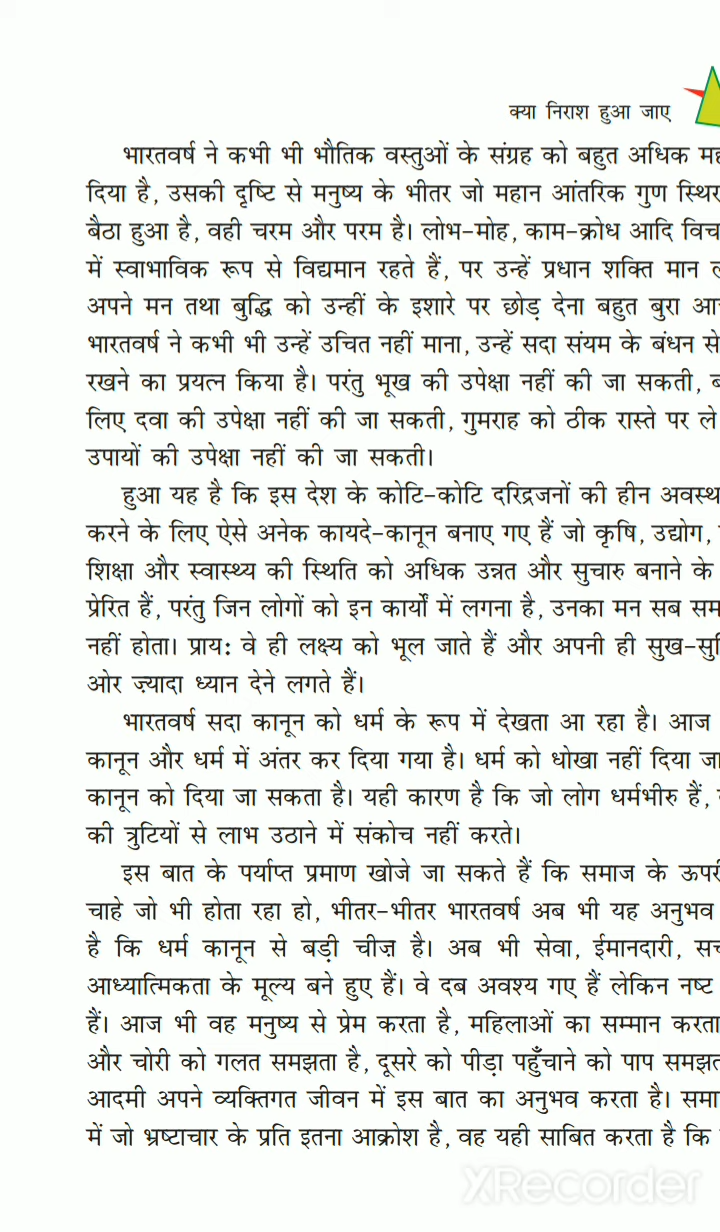 क्या निराश हुआ जाए
भारतवर्ष ने कभी भी भौतिक वस्तुओं के संग्रह को बहुत अधिक
दिया है, उसकी दृष्टि से मनुष्य के भीतर जो महान आंतरिक गुण स्थिर
बैठा हुआ है, वही चरम और परम है। लोभ-मोह, काम-क्रोध आदि विच
में स्वाभाविक रूप से विद्यमान रहते हैं, पर उन्हें प्रधान शक्ति मान
अपने मन तथा बुद्धि को उन्हीं के इशारे पर छोड़ देना बहुत बुरा
भारतवर्ष ने कभी भी उन्हें उचित नहीं माना, उन्हें सदा संयम के बंधन से
रखने का प्रयत्न किया है। परंतु भूख की उपेक्षा नहीं की जा सकती,
लिए दवा की उपेक्षा नहीं की जा सकती, गुमराह को ठीक रास्ते पर ले
उपायों की उपेक्षा नहीं की जा सकती।
हुआ यह है कि इस देश के कोटि-कोटि दरिद्रजनों की हीन अवस्थ
करने के लिए ऐसे अनेक कायदे-कानून बनाए गए हैं जो कृषि, उद्योग,
शिक्षा और स्वास्थ्य की स्थिति को अधिक उन्नत और सुचारु बनाने के
प्रेरित हैं, परंतु जिन लोगों को इन कार्यों में लगना है, उनका मन सब सम
नहीं होता। प्राय: वे ही लक्ष्य को भूल जाते हैं और अपनी ही सुख-सु
ओर ज़्यादा ध्यान देने लगते हैं।
भारतवर्ष सदा कानून को धर्म के रूप में देखता आ रहा है। आज
कानून और धर्म में अंतर कर दिया गया है। धर्म को धोखा नहीं दिया जा
कानून को दिया जा सकता है। यही कारण है कि जो लोग धर्मभीरु हैं,
की त्रुटियों से लाभ उठाने में संकोच नहीं करते।
इस बात के पर्याप्त प्रमाण खोजे जा सकते हैं कि समाज के ऊपरी
चाहे जो भी होता रहा हो, भीतर-भीतर भारतवर्ष अब भी यह अनुभव
है कि धर्म कानून से बड़ी चीज़ है। अब भी सेवा, ईमानदारी, सच
आध्यात्मिकता के मूल्य बने हुए हैं। वे दब अवश्य गए हैं लेकिन नष्ट
हैं। आज भी वह मनुष्य से प्रेम करता है, महिलाओं का सम्मान करता
और चोरी को गलत समझता है, दूसरे को पीड़ा पहुँचाने को पाप समझत
आदमी अपने व्यक्तिगत जीवन में इस बात का अनुभव करता है। समा
में जो भ्रष्टाचार के प्रति इतना आक्रोश है, वह यही साबित करता है कि
XRecorder